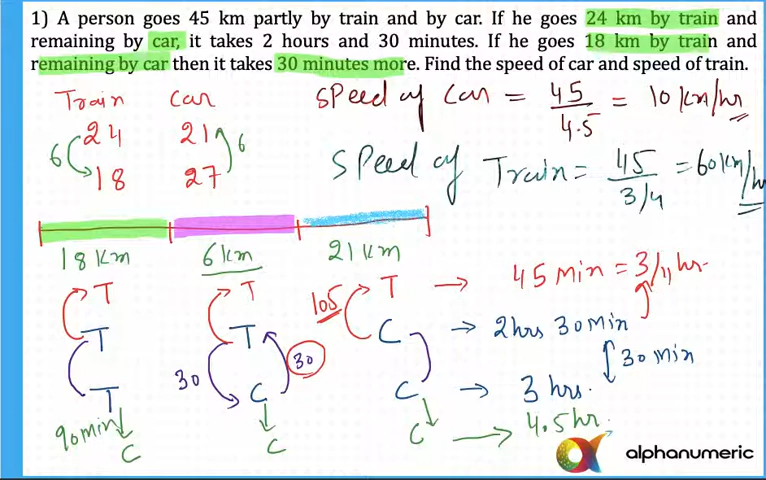 1) A person goes 45 km partly by train and by car. If he goes 24 km by train and
remaining by car, it takes 2 hours and 30 minutes. If he goes 18 km by train and
remaining by car then it takes 30 minutes more. Find the speed of car and speed of train.
Train Car
24 21
6 6
18 27
Speed of Car = 45/4.5 = 10 km/hr
Speed of Train = 45/3/4 = 60 km/hr
18 km 6 km 21 km
T T 105 T → 45 min = 3/4 hr
T T C → 2 hrs 30 min
30 30 30 min
T C C → 3 hrs.
90 min C C C → 4.5 hr.
alphanumeric